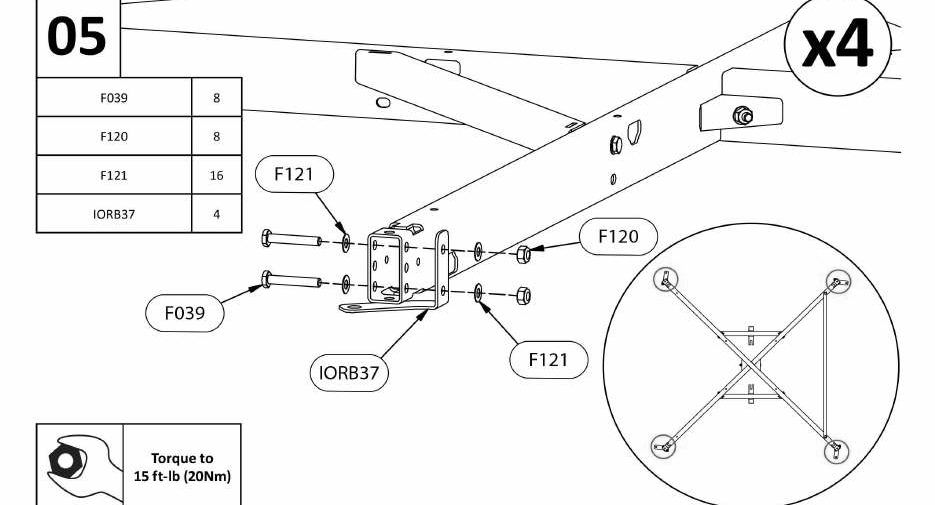 05
x4
F039 8
F120 8
F121 16
IORB37 4
F121
F120
F039
IORB37
F121
Torque to
15 ft-lb (20Nm)